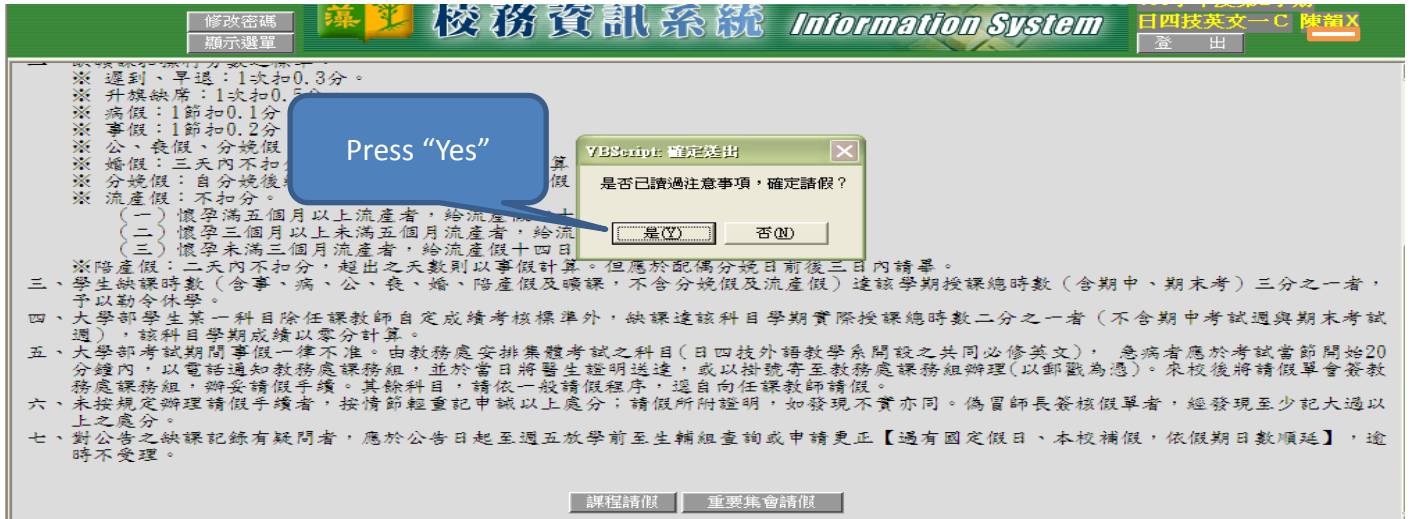 修改密碼
顯示選單
藻 校務資訊系統 Information System
日四技英文一C 陳韻X
登 出
※ 遲到、早退：1次扣0.3分。
※ 升旗缺席：1次扣0.5
※ 病假：1節扣0.1分
※ 事假：1節扣0.2分
※ 公、喪假、分娩假
※ 婚假：三天內不扣分 算
※ 分娩假：自分娩後 假
※ 流產假：不扣分。
（一）懷孕滿五個月以上流產者，給流產假 十
（二）懷孕三個月以上未滿五個月流產者，給流
（三）懷孕未滿三個月流產者，給流產假十四日
※陪產假：二天內不扣分，超出之天數則以事假計算。但應於配偶分娩日前後三日內請畢。
三、學生缺課時數（含事、病、公、喪、婚、陪產假及曠課，不含分娩假及流產假）達該學期授課總時數（含期中、期末考）三分之一者，
予以勒令休學。
四、大學部學生某一科目除任課教師自定成績考核標準外，缺課達該科目學期實際授課總時數二分之一者（不含期中考試週與期末考試
週），該科目學期成績以零分計算。
五、大學部考試期間事假一律不准。由教務處安排集體考試之科目(日四技外語教學系開設之共同必修英文)， 急病者應於考試當節開始20
分鐘內，以電話通知教務處課務組，並於當日將醫生證明送達，或以掛號寄至教務處課務組辦理(以郵戳為憑)。來校後將請假單會簽教
務處課務組，辦妥請假手續。其餘科目，請依一般請假程序，逕自向任課教師請假。
六、未按規定辦理請假手續者，按情節輕重記申誡以上處分；請假所附證明，如發現不實亦同。偽冒師長簽核假單者，經發現至少記大過以
上之處分。
七、對公告之缺課記錄有疑問者，應於公告日起至週五放學前至生輔組查詢或申請更正【遇有國定假日、本校補假，依假期日數順延】，逾
時不受理。
課程請假 重要集會請假
Press “Yes”
VBScript: 確定送出
是否已讀過注意事項，確定請假？
是(Y) 否(N)